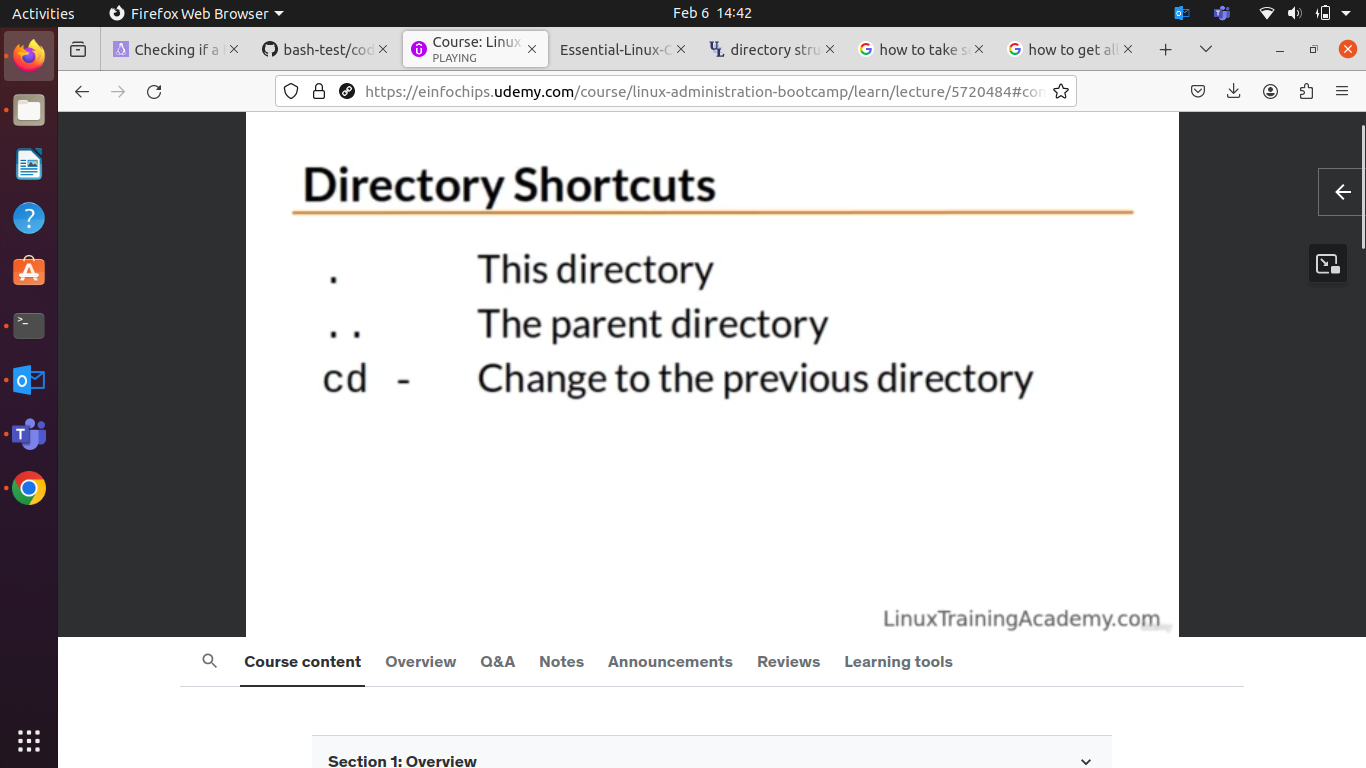 Activities
Firefox Web Browser
Feb 6 14:42
Checking if a
bash-test/cod
Course: Linux
PLAYING
Essential-Linux-C
directory stru
how to take s
how to get all
https://einfochips.udemy.com/course/linux-administration-bootcamp/learn/lecture/5720484#con
Directory Shortcuts
. This directory
.. The parent directory
cd - Change to the previous directory
LinuxTrainingAcademy.com
Course content Overview Q&A Notes Announcements Reviews Learning tools
Section 1: Overview